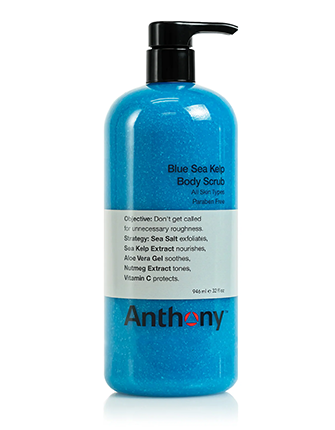 Blue Sea Kelp
Body Scrub
All Skin Types
Paraben Free
Objective: Don't get called
for unnecessary roughness.
Strategy: Sea Salt exfoliates,
Sea Kelp Extract nourishes,
Aloe Vera Gel soothes,
Nutmeg Extract tones,
Vitamin C protects.
946 ml e 32 fl oz
Anthony™